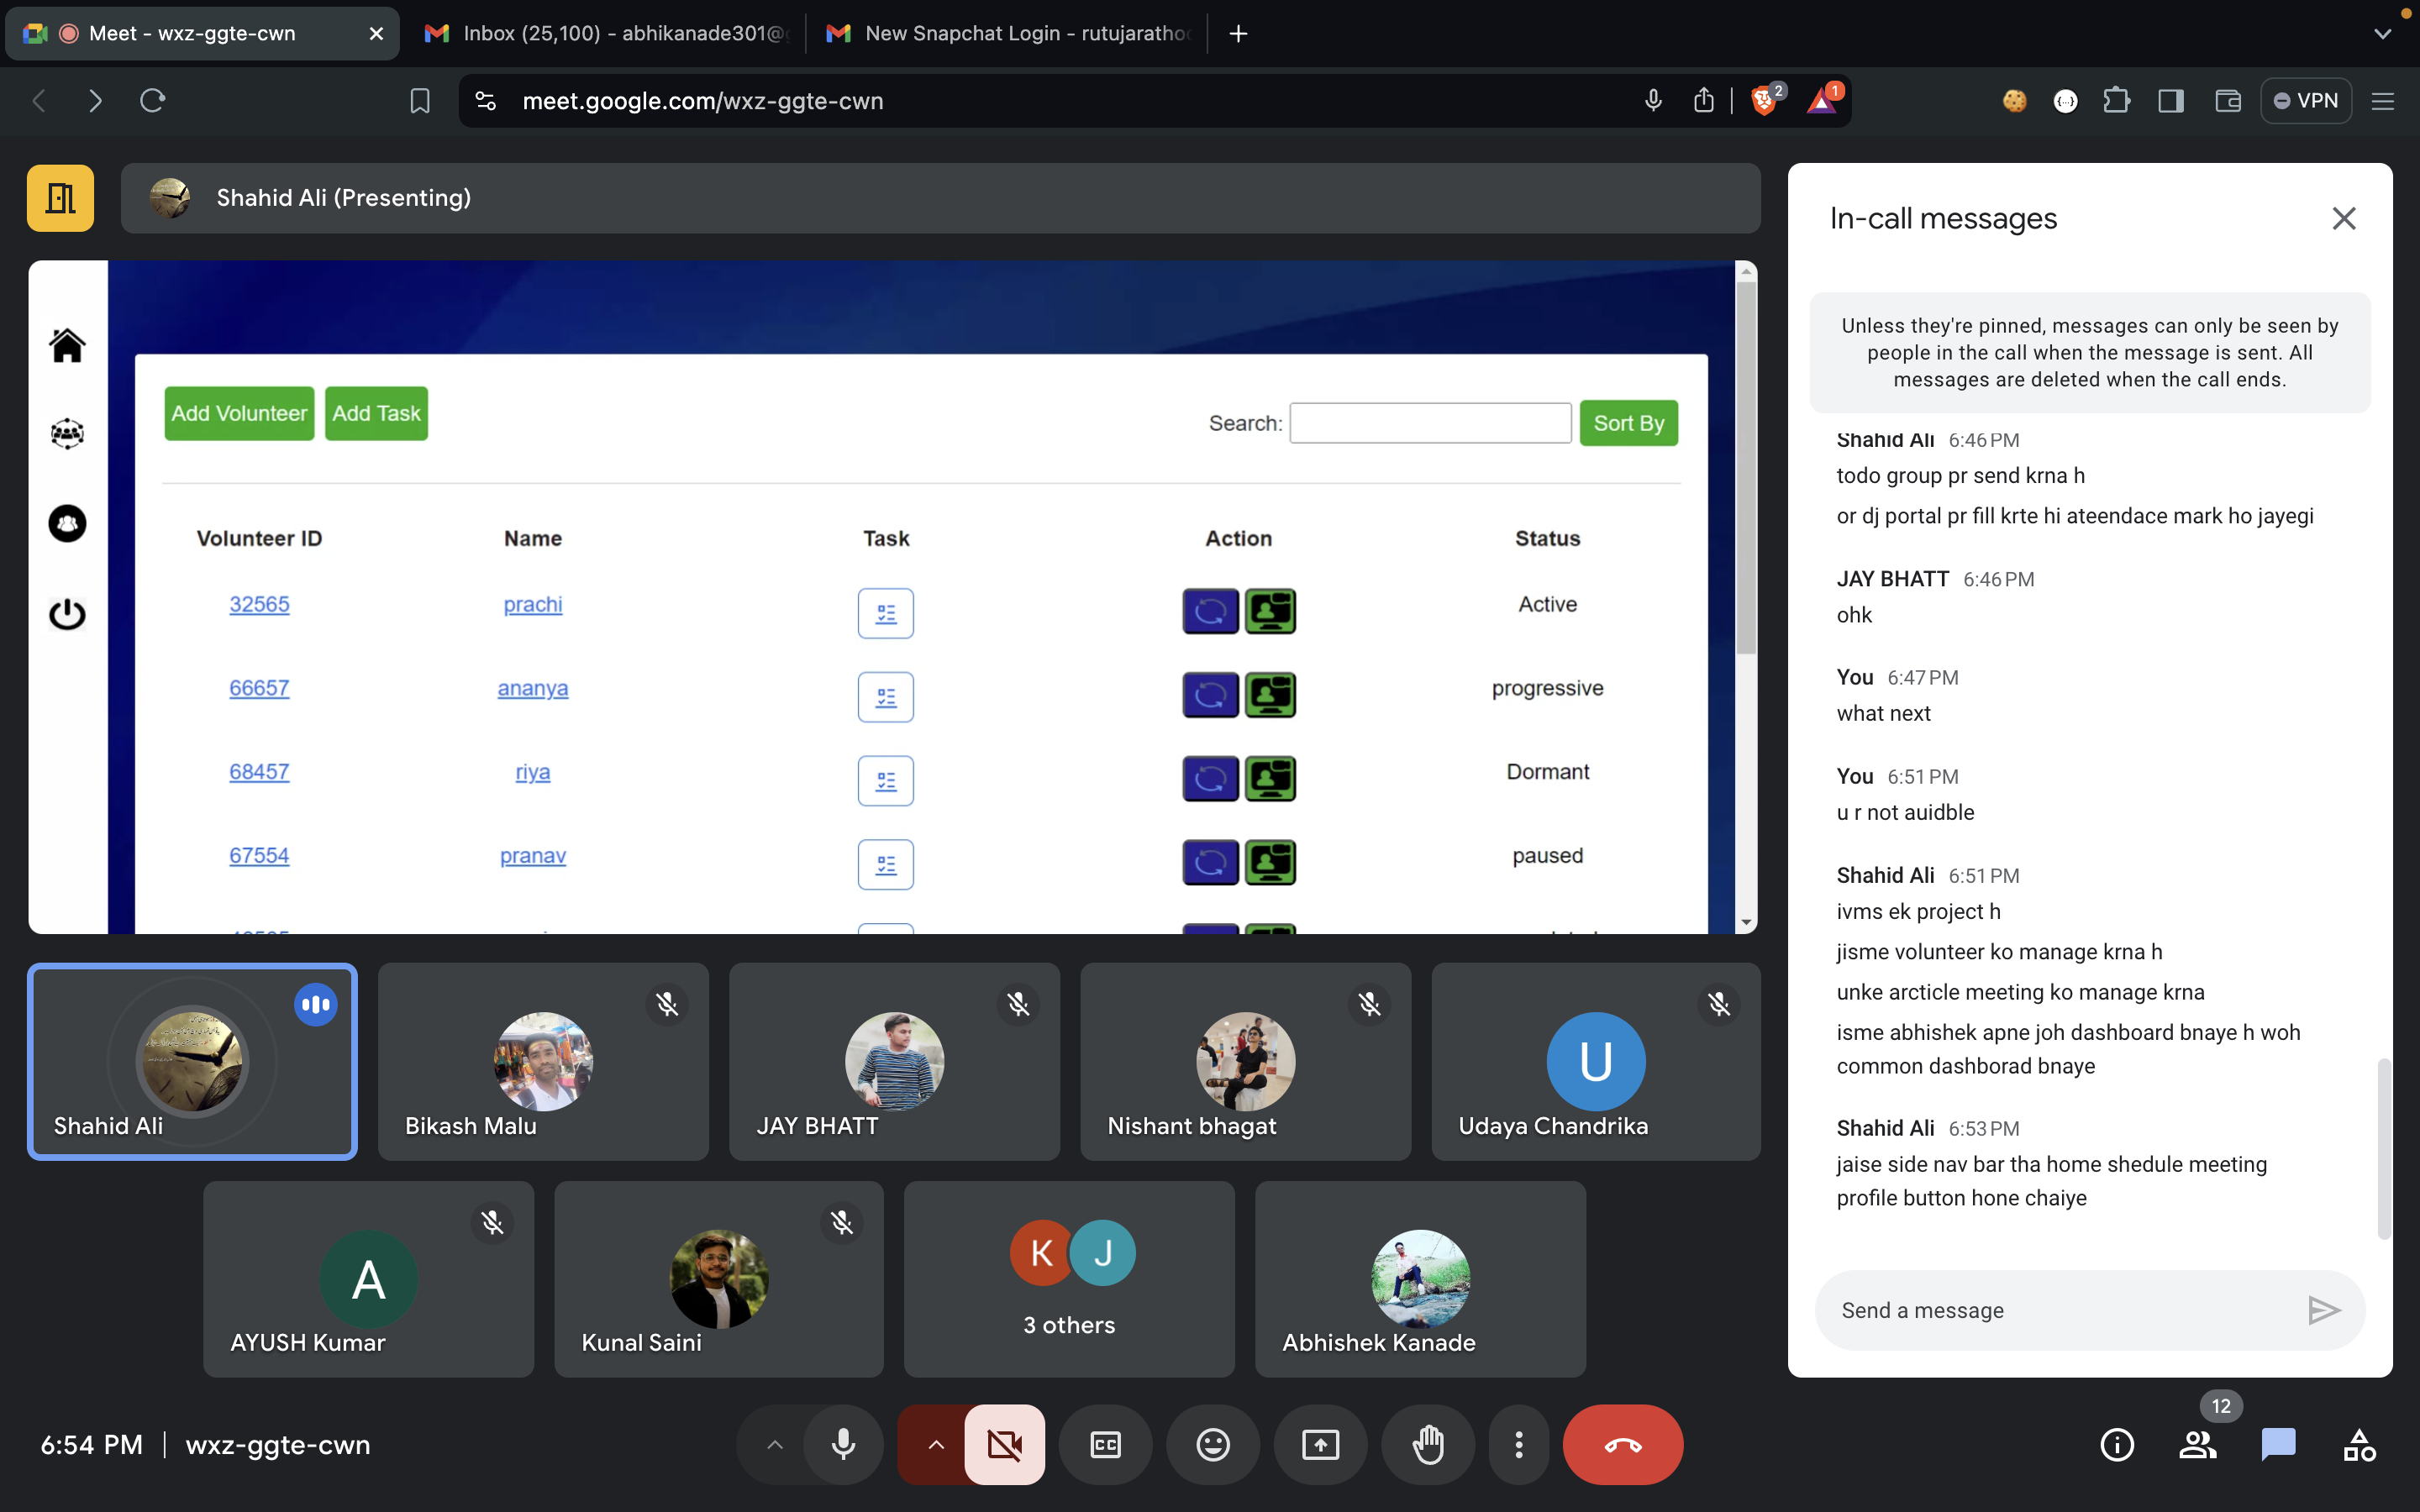 Meet - wxz-ggte-cwn
Inbox (25,100) - abhikanade301@
New Snapchat Login - rutujaratho
meet.google.com/wxz-ggte-cwn
2
1
VPN
Shahid Ali (Presenting)
Add Volunteer
Add Task
Search:
Sort By
Volunteer ID Name Task Action Status
32565 prachi Active
66657 ananya progressive
68457 riya Dormant
67554 pranav paused
Shahid Ali
Bikash Malu
JAY BHATT
Nishant bhagat
U
Udaya Chandrika
A
AYUSH Kumar
Kunal Saini
K J
3 others
Abhishek Kanade
In-call messages
Unless they're pinned, messages can only be seen by
people in the call when the message is sent. All
messages are deleted when the call ends.
Shahid Ali 6:46 PM
todo group pr send krna h
or dj portal pr fill krte hi ateendace mark ho jayegi
JAY BHATT 6:46 PM
ohk
You 6:47 PM
what next
You 6:51 PM
u r not auidble
Shahid Ali 6:51 PM
ivms ek project h
jisme volunteer ko manage krna h
unke arcticle meeting ko manage krna
isme abhishek apne joh dashboard bnaye h woh
common dashborad bnaye
Shahid Ali 6:53 PM
jaise side nav bar tha home shedule meeting
profile button hone chaiye
Send a message
6:54 PM | wxz-ggte-cwn
CC
12